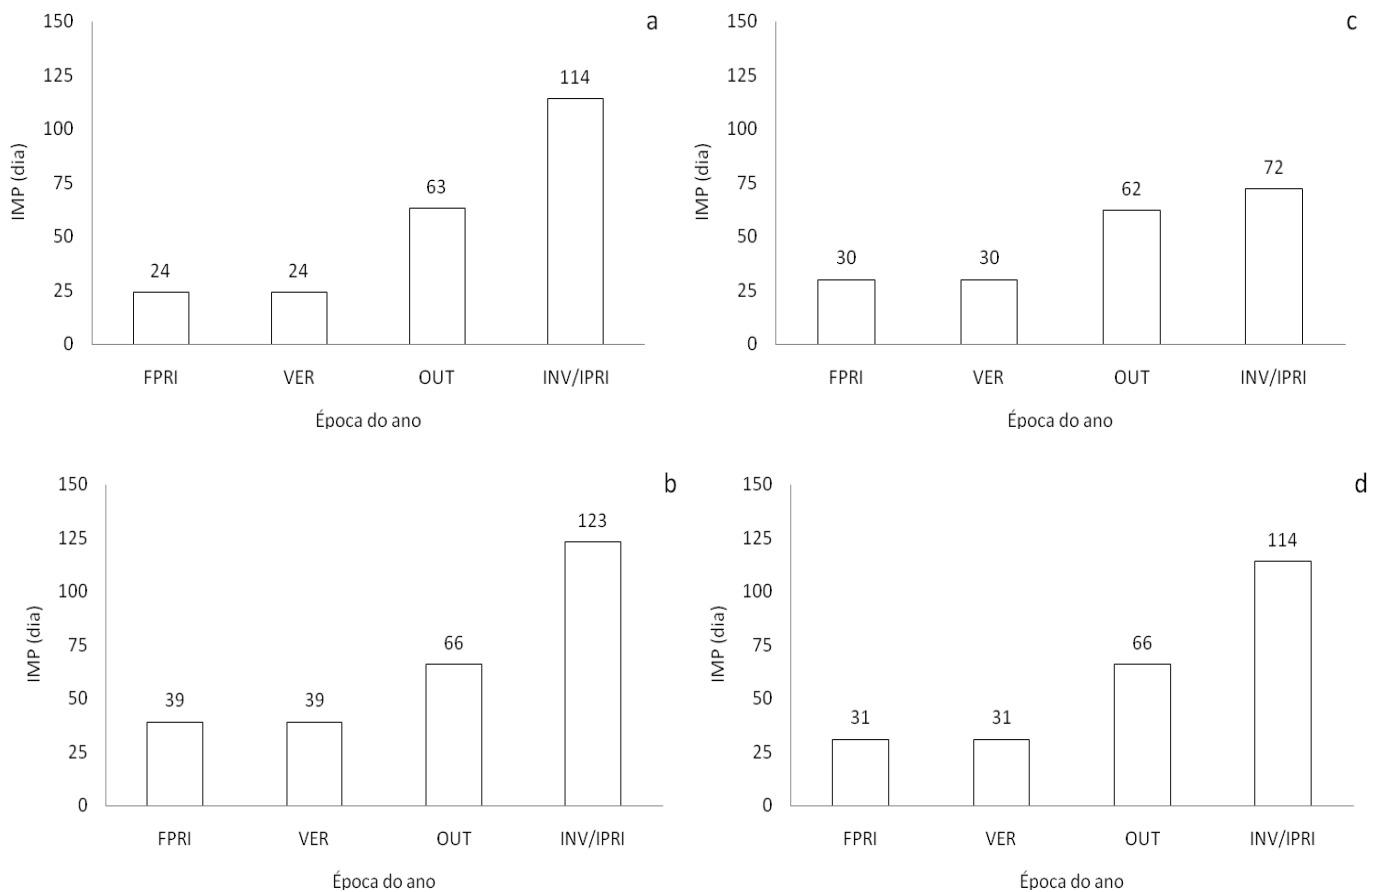 a
IMP (dia)
150
125
100
75
50
25
0
24
24
63
114
FPRI VER OUT INV/IPRI
Época do ano
c
IMP (dia)
150
125
100
75
50
25
0
30
30
62
72
FPRI VER OUT INV/IPRI
Época do ano
b
IMP (dia)
150
125
100
75
50
25
0
39
39
66
123
FPRI VER OUT INV/IPRI
Época do ano
d
IMP (dia)
150
125
100
75
50
25
0
31
31
66
114
FPRI VER OUT INV/IPRI
Época do ano